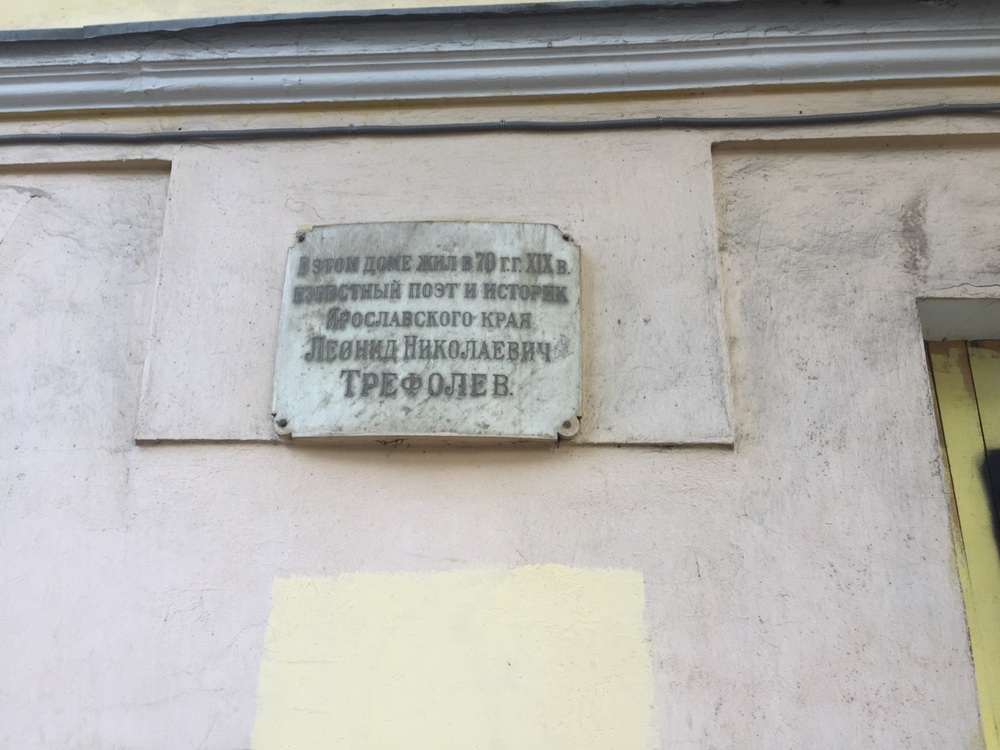 В этом доме жил в 70 г.г. XIX в.
известный поэт и историк
Ярославского края
Леонид Николаевич
Трефолев.